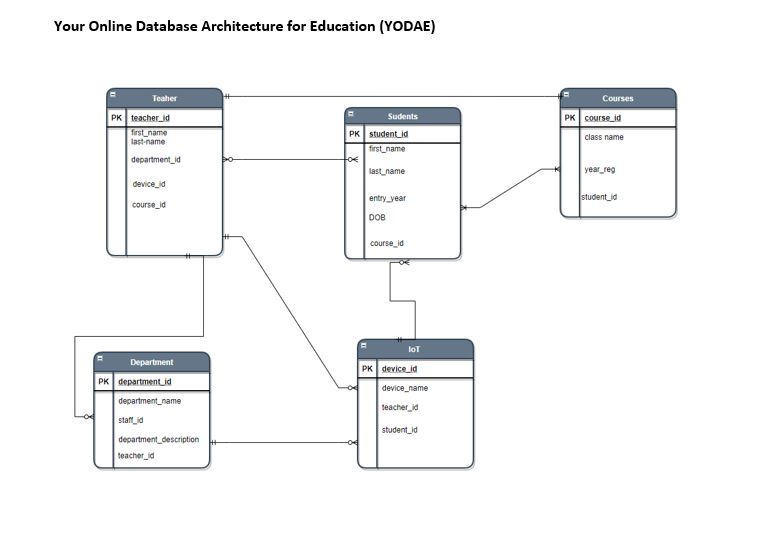 Your Online Database Architecture for Education (YODAE)
Teaher
PK teacher_id
first_name
last-name
department_id
device_id
course_id
Sudents
PK student_id
first_name
last_name
entry_year
DOB
course_id
Courses
PK course_id
class name
year_reg
student_id
Department
PK department_id
department_name
staff_id
department_description
teacher_id
IoT
PK device_id
device_name
teacher_id
student_id